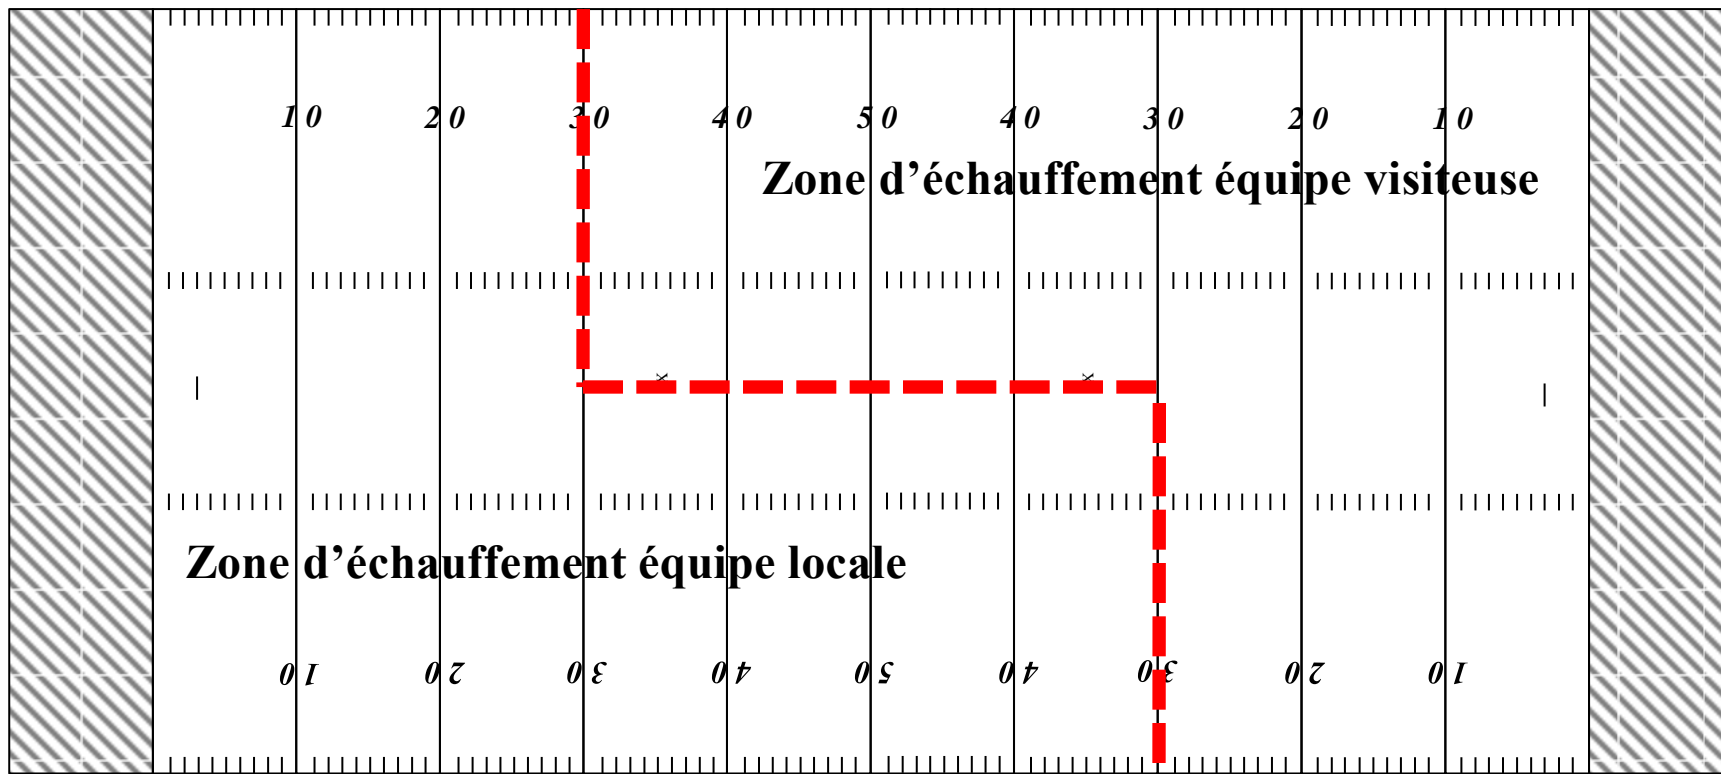 10 20 30 40 50 40 30 20 10
Zone d’échauffement équipe visiteuse
x x
Zone d’échauffement équipe locale
10 20 30 40 50 40 30 20 10